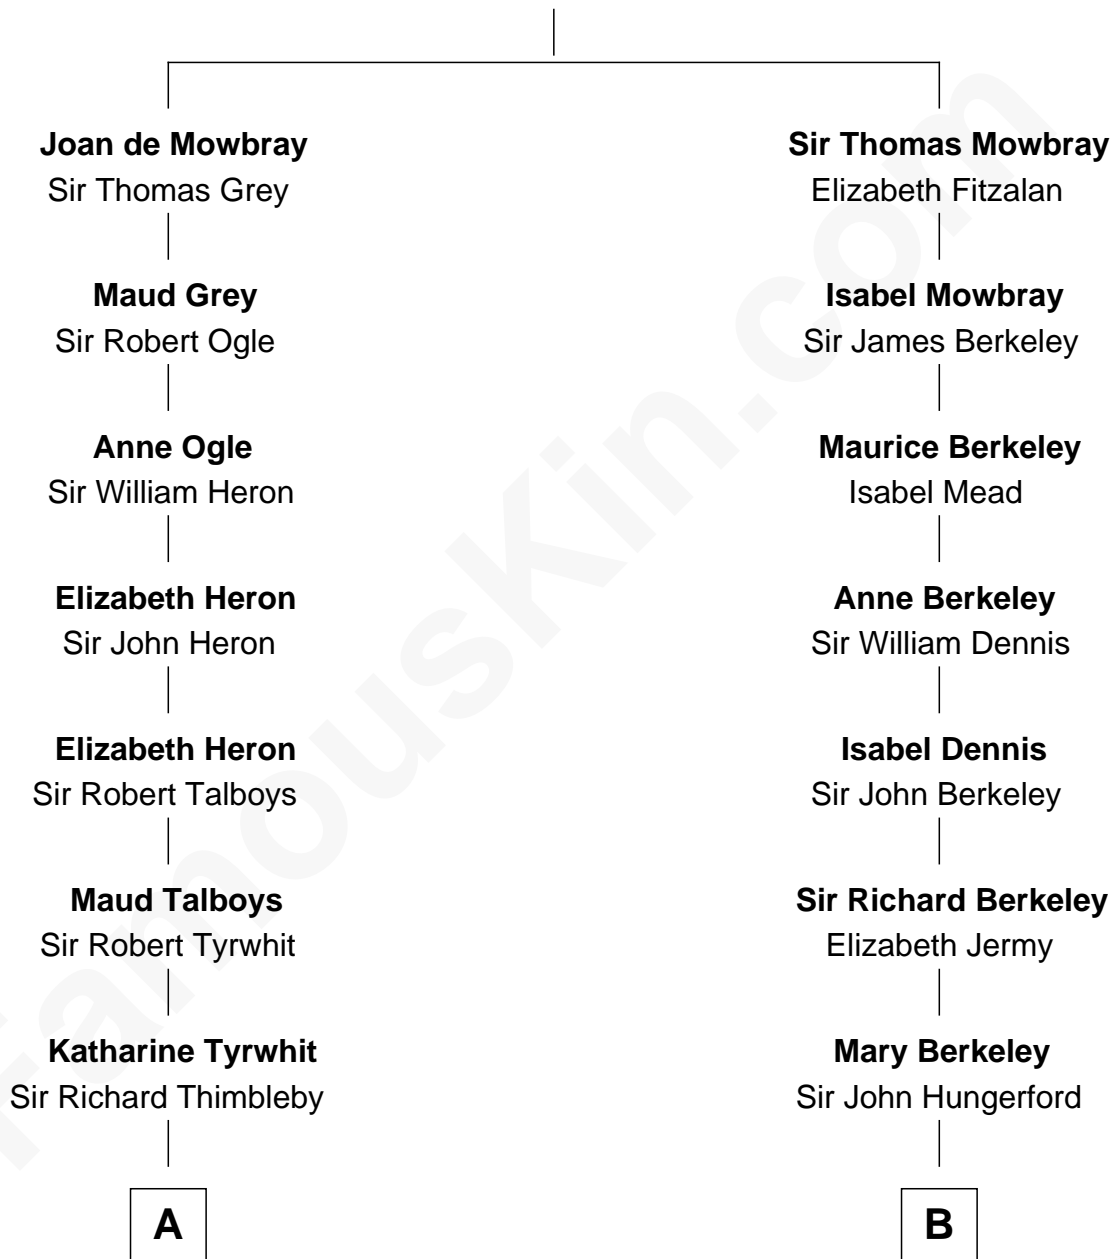 Joan de Mowbray
Sir Thomas Grey
Maud Grey
Sir Robert Ogle
Anne Ogle
Sir William Heron
Elizabeth Heron
Sir John Heron
Elizabeth Heron
Sir Robert Talboys
Maud Talboys
Sir Robert Tyrwhit
Katharine Tyrwhit
Sir Richard Thimbleby
A
Sir Thomas Mowbray
Elizabeth Fitzalan
Isabel Mowbray
Sir James Berkeley
Maurice Berkeley
Isabel Mead
Anne Berkeley
Sir William Dennis
Isabel Dennis
Sir John Berkeley
Sir Richard Berkeley
Elizabeth Jermy
Mary Berkeley
Sir John Hungerford
B
FamousKin.com